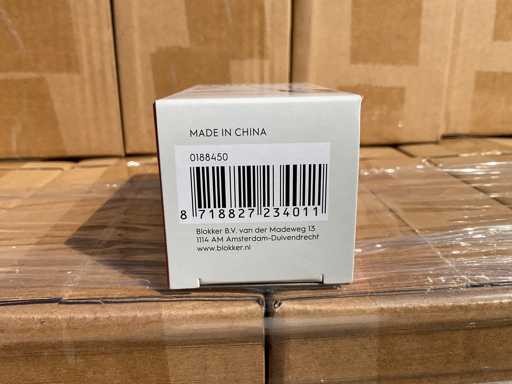 MADE IN CHINA
0188450
8 718827 234011
Blokker B.V. van der Madeweg 13
1114 AM Amsterdam-Duivendrecht
www.blokker.nl